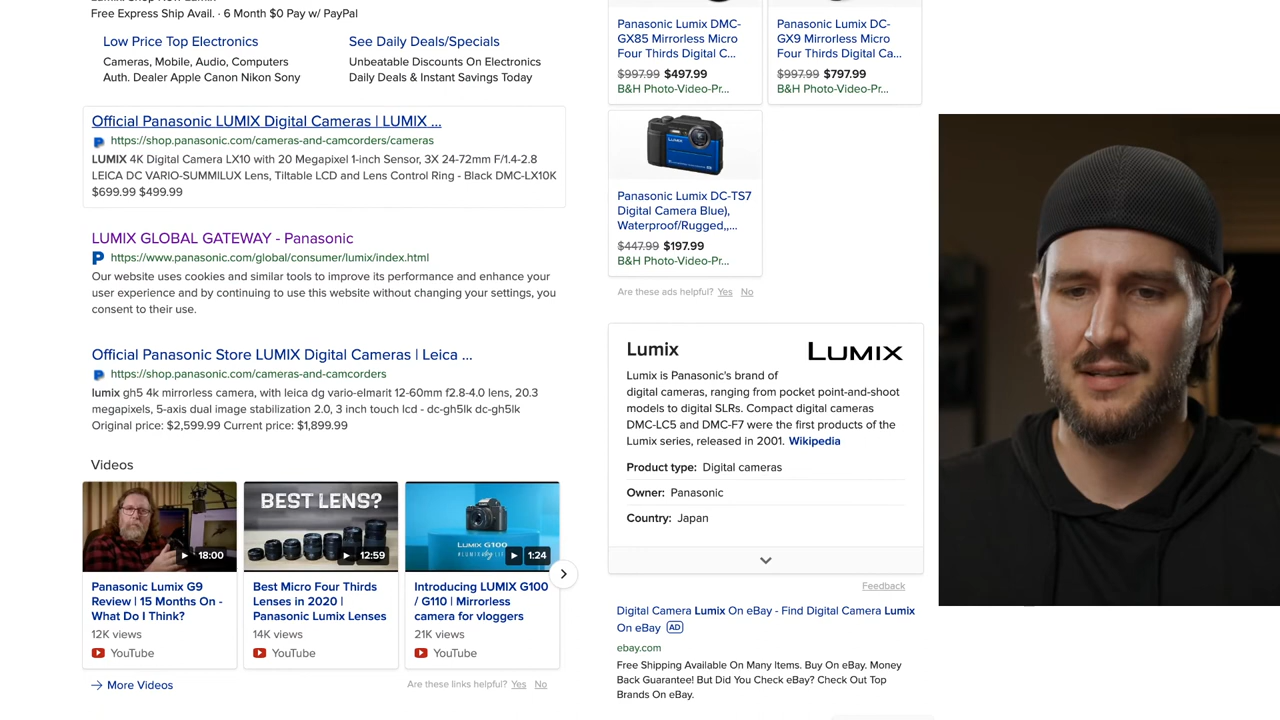 Free Express Ship Avail. · 6 Month $0 Pay w/ PayPal
Low Price Top Electronics
Cameras, Mobile, Audio, Computers
Auth. Dealer Apple Canon Nikon Sony
See Daily Deals/Specials
Unbeatable Discounts On Electronics
Daily Deals & Instant Savings Today
Official Panasonic LUMIX Digital Cameras | LUMIX ...
https://shop.panasonic.com/cameras-and-camcorders/cameras
LUMIX 4K Digital Camera LX10 with 20 Megapixel 1-inch Sensor, 3X 24-72mm F/1.4-2.8
LEICA DC VARIO-SUMMILUX Lens, Tiltable LCD and Lens Control Ring - Black DMC-LX10K
$699.99 $499.99
LUMIX GLOBAL GATEWAY - Panasonic
https://www.panasonic.com/global/consumer/lumix/index.html
Our website uses cookies and similar tools to improve its performance and enhance your
user experience and by continuing to use this website without changing your settings, you
consent to their use.
Official Panasonic Store LUMIX Digital Cameras | Leica ...
https://shop.panasonic.com/cameras-and-camcorders
lumix gh5 4k mirrorless camera, with leica dg vario-elmarit 12-60mm f2.8-4.0 lens, 20.3
megapixels, 5-axis dual image stabilization 2.0, 3 inch touch lcd - dc-gh5lk dc-gh5lk
Original price: $2,599.99 Current price: $1,899.99
Videos
18:00
Panasonic Lumix G9
Review | 15 Months On -
What Do I Think?
12K views
YouTube
BEST LENS?
12:59
Best Micro Four Thirds
Lenses in 2020 |
Panasonic Lumix Lenses
14K views
YouTube
LUMIX G100
1:24
Introducing LUMIX G100
/ G110 | Mirrorless
camera for vloggers
21K views
YouTube
More Videos
Are these links helpful? Yes No
Panasonic Lumix DMC-
GX85 Mirrorless Micro
Four Thirds Digital C...
$997.99 $497.99
B&H Photo-Video-Pr...
Panasonic Lumix DC-
GX9 Mirrorless Micro
Four Thirds Digital Ca...
$997.99 $797.99
B&H Photo-Video-Pr...
LUMIX
Panasonic Lumix DC-TS7
Digital Camera Blue),
Waterproof/Rugged,,...
$447.99 $197.99
B&H Photo-Video-Pr...
Are these ads helpful? Yes No
Lumix
LUMIX
Lumix is Panasonic's brand of
digital cameras, ranging from pocket point-and-shoot
models to digital SLRs. Compact digital cameras
DMC-LC5 and DMC-F7 were the first products of the
Lumix series, released in 2001. Wikipedia
Product type: Digital cameras
Owner: Panasonic
Country: Japan
Feedback
Digital Camera Lumix On eBay - Find Digital Camera Lumix
On eBay AD
ebay.com
Free Shipping Available On Many Items. Buy On eBay. Money
Back Guarantee! But Did You Check eBay? Check Out Top
Brands On eBay.